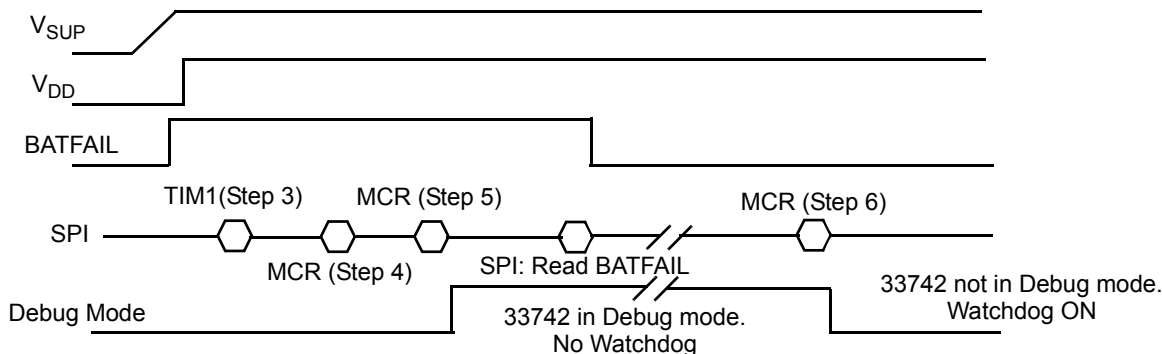 VSUP
VDD
BATFAIL
TIM1(Step 3)
MCR (Step 5)
MCR (Step 6)
SPI
MCR (Step 4)
SPI: Read BATFAIL
Debug Mode
33742 in Debug mode.
No Watchdog
33742 not in Debug mode.
Watchdog ON